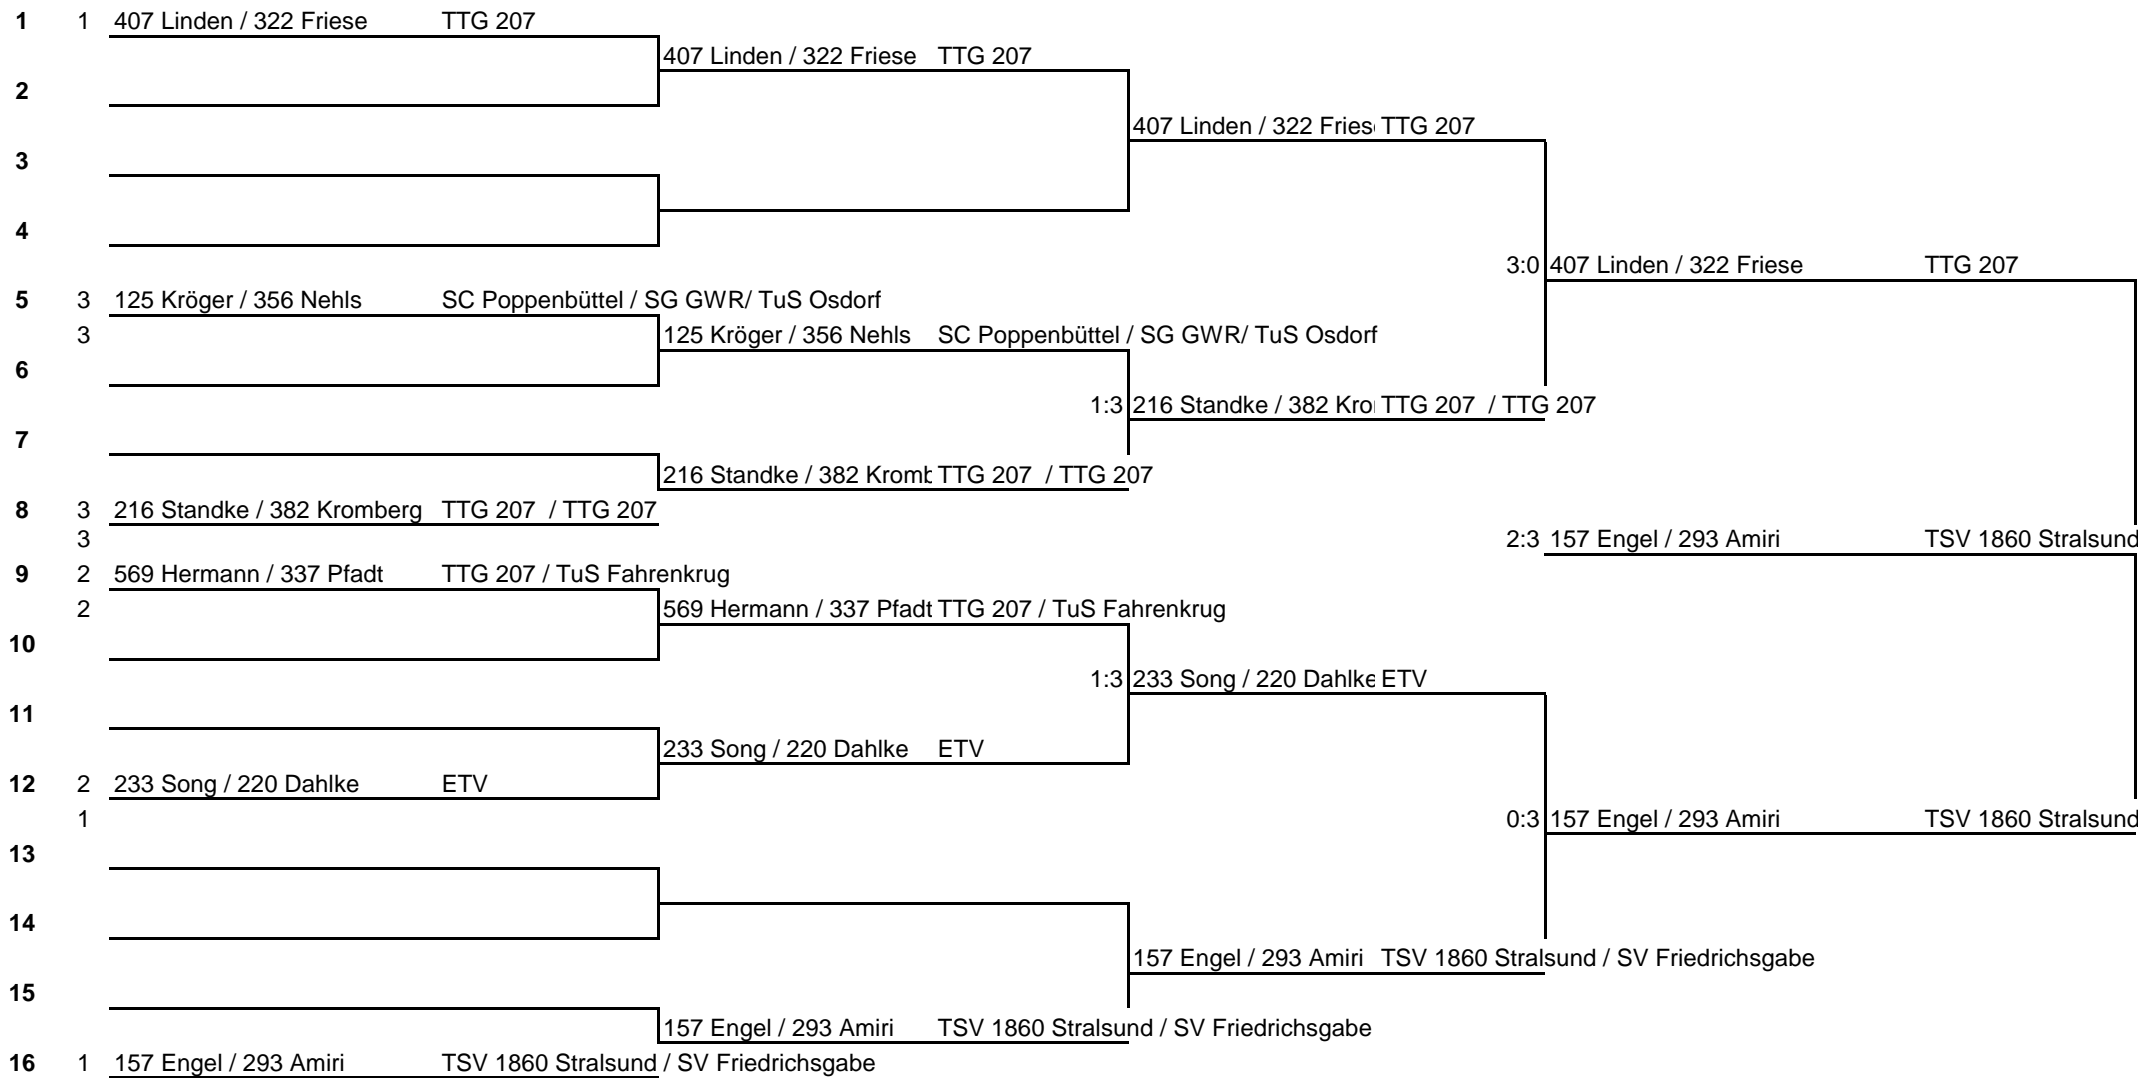 1 1 407 Linden / 322 Friese TTG 207
407 Linden / 322 Friese TTG 207
2
407 Linden / 322 Fries TTG 207
3
4
3:0 407 Linden / 322 Friese TTG 207
5 3 125 Kröger / 356 Nehls SC Poppenbüttel / SG GWR/ TuS Osdorf
3 125 Kröger / 356 Nehls SC Poppenbüttel / SG GWR/ TuS Osdorf
6
1:3 216 Standke / 382 Kro TTG 207 / TTG 207
7
216 Standke / 382 Kromb TTG 207 / TTG 207
8 3 216 Standke / 382 Kromberg TTG 207 / TTG 207
3 2:3 157 Engel / 293 Amiri TSV 1860 Stralsund
9 2 569 Hermann / 337 Pfadt TTG 207 / TuS Fahrenkrug
2 569 Hermann / 337 Pfadt TTG 207 / TuS Fahrenkrug
10
1:3 233 Song / 220 Dahlke ETV
11
233 Song / 220 Dahlke ETV
12 2 233 Song / 220 Dahlke ETV
1 0:3 157 Engel / 293 Amiri TSV 1860 Stralsund
13
14
157 Engel / 293 Amiri TSV 1860 Stralsund / SV Friedrichsgabe
15
157 Engel / 293 Amiri TSV 1860 Stralsund / SV Friedrichsgabe
16 1 157 Engel / 293 Amiri TSV 1860 Stralsund / SV Friedrichsgabe